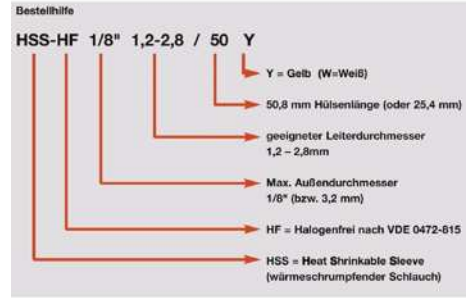 Bestellhilfe
HSS-HF 1/8" 1,2-2,8 / 50 Y
Y = Gelb (W=Weiß)
50,8 mm Hülsenlänge (oder 25,4 mm)
geeigneter Leiterdurchmesser
1,2 – 2,8mm
Max. Außendurchmesser
1/8" (bzw. 3,2 mm)
HF = Halogenfrei nach VDE 0472-815
HSS = Heat Shrinkable Sleeve
(wärmeschrumpfender Schlauch)